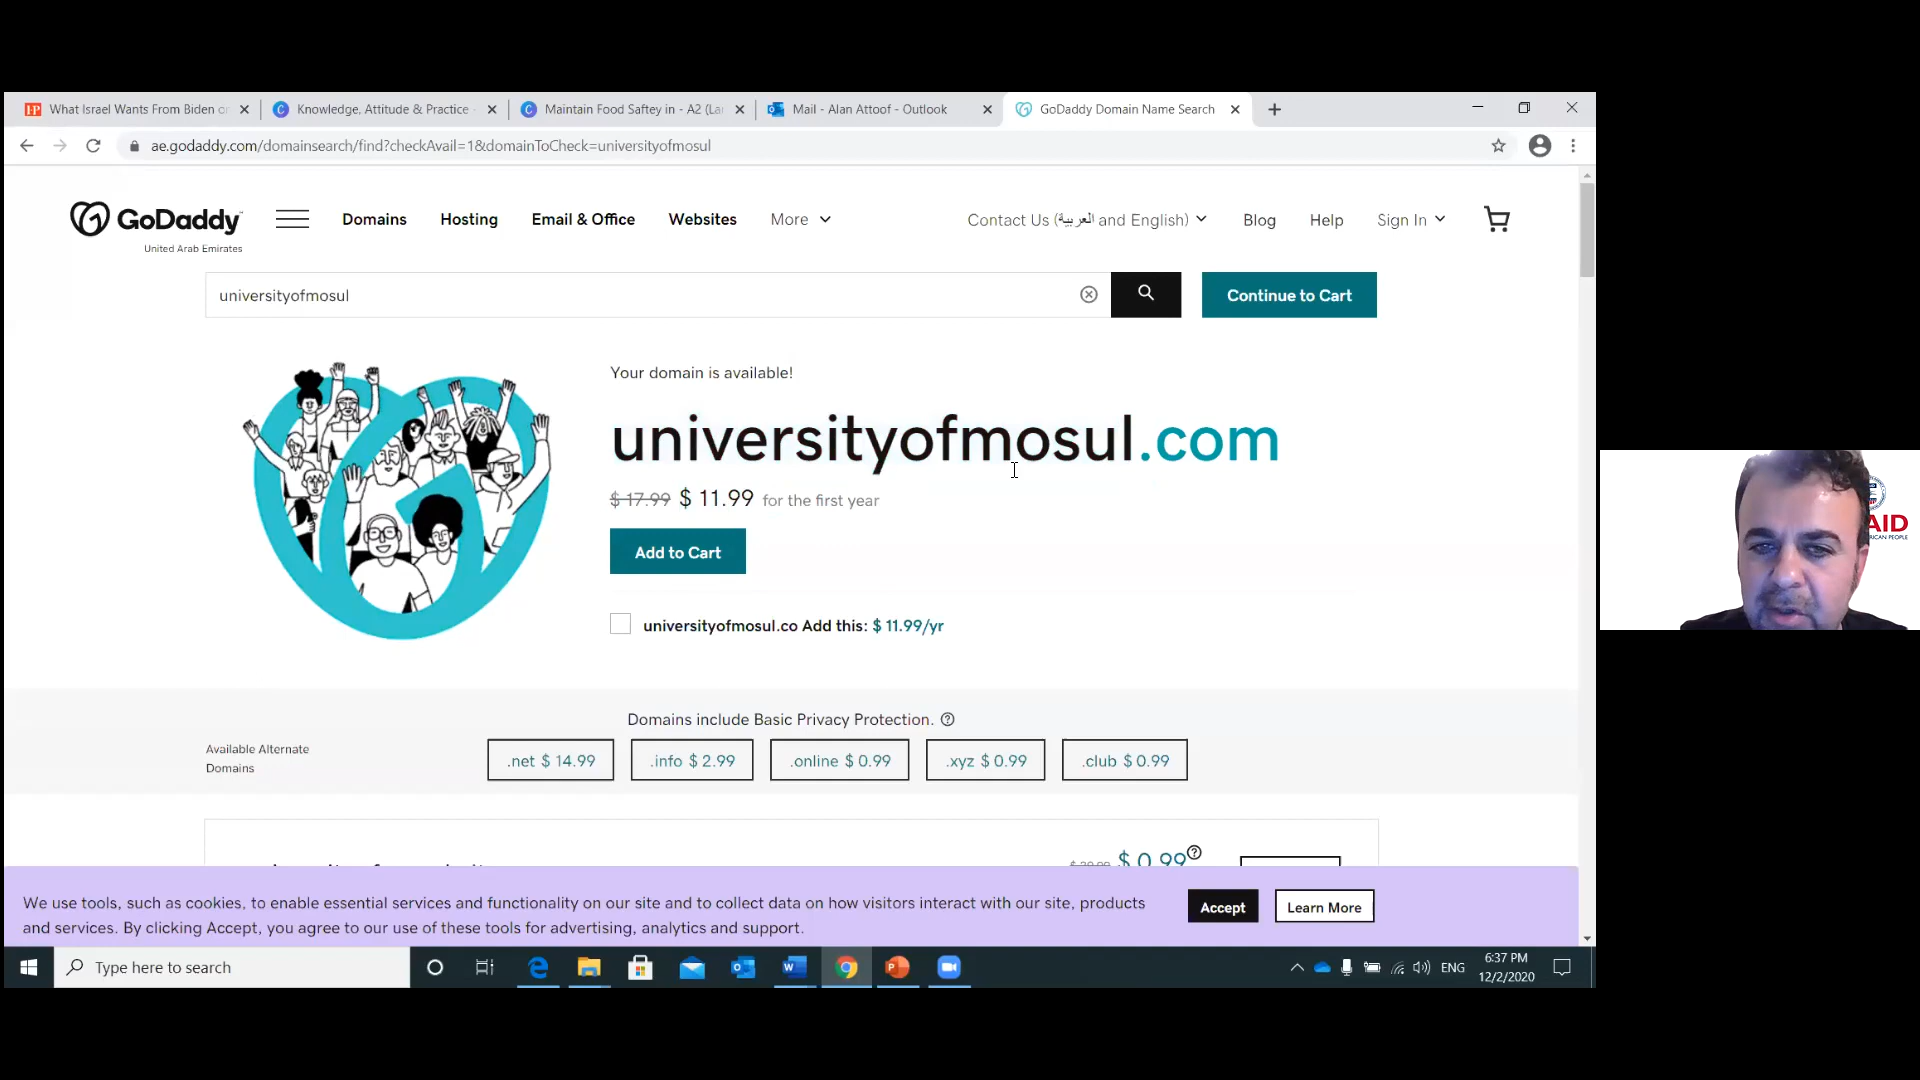 What Israel Wants From Biden or
Knowledge, Attitude & Practice -
Maintain Food Saftey in - A2 (La
Mail - Alan Attoof - Outlook
GoDaddy Domain Name Search
ae.godaddy.com/domainsearch/find?checkAvail=1&domainToCheck=universityofmosul
GoDaddy
United Arab Emirates
Domains
Hosting
Email & Office
Websites
More
Contact Us (العربية and English)
Blog
Help
Sign In
universityofmosul
Continue to Cart
Your domain is available!
universityofmosul.com
$ 17.99 $ 11.99 for the first year
Add to Cart
universityofmosul.co Add this: $ 11.99/yr
Domains include Basic Privacy Protection.
Available Alternate
Domains
.net $ 14.99
.info $ 2.99
.online $ 0.99
.xyz $ 0.99
.club $ 0.99
$ 0.99
We use tools, such as cookies, to enable essential services and functionality on our site and to collect data on how visitors interact with our site, products
and services. By clicking Accept, you agree to our use of these tools for advertising, analytics and support.
Accept
Learn More
Type here to search
ENG
6:37 PM
12/2/2020
AID
RICAN PEOPLE